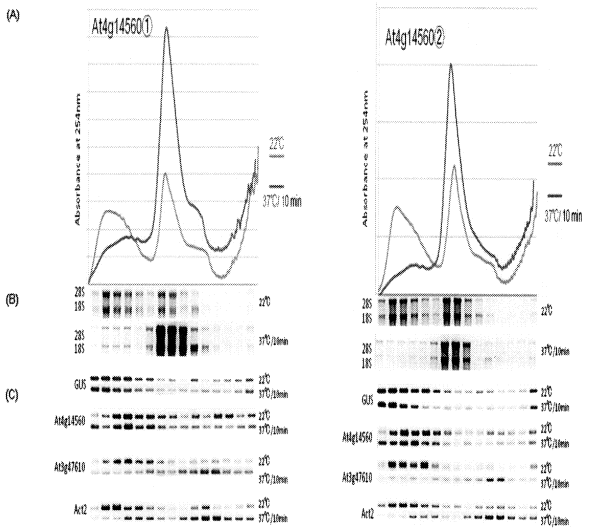 (A)
At4g14560①
Absorbance at 254nm
22℃
37℃/10 min
At4g14560②
Absorbance at 254nm
22℃
37℃/10 min
(B)
28S
18S
22℃
28S
18S
37℃/10min
28S
18S
22℃
28S
18S
37℃/10min
(C)
GUS
22℃
37℃/10min
At4g14560
22℃
37℃/10min
At3g47610
22℃
37℃/10min
Act2
22℃
37℃/10min
GUS
22℃
37℃/10min
At4g14560
22℃
37℃/10min
At3g47610
22℃
37℃/10min
Act2
22℃
37℃/10min